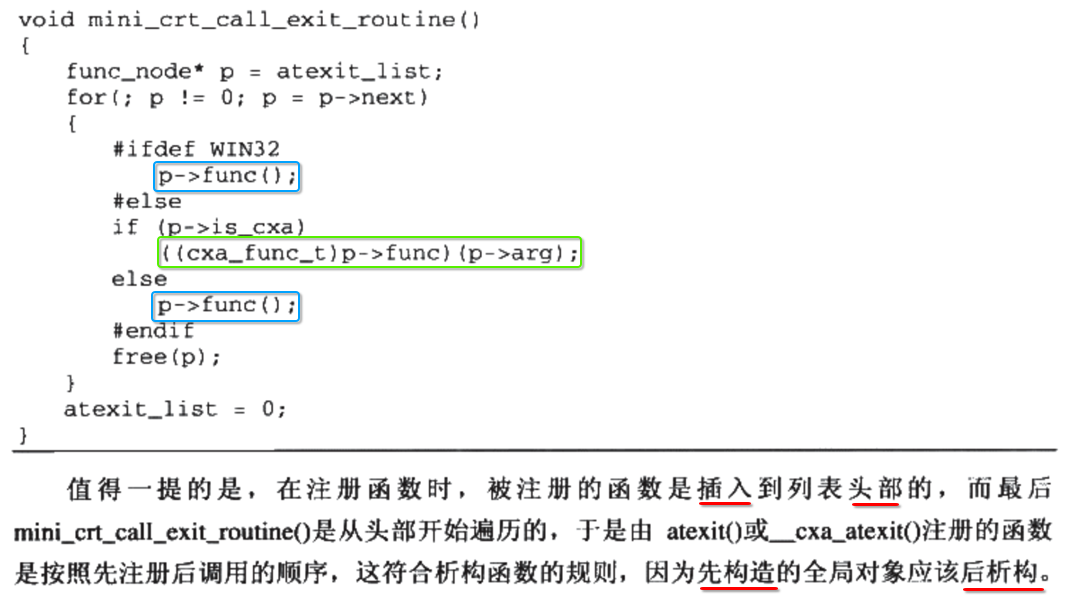 void mini_crt_call_exit_routine()
{
func_node* p = atexit_list;
for(; p != 0; p = p->next)
{
#ifdef WIN32
p->func();
#else
if (p->is_cxa)
((cxa_func_t)p->func)(p->arg);
else
p->func();
#endif
free(p);
}
atexit_list = 0;
}
值得一提的是，在注册函数时，被注册的函数是插入到列表头部的，而最后
mini_crt_call_exit_routine()是从头部开始遍历的，于是由 atexit()或__cxa_atexit()注册的函数
是按照先注册后调用的顺序，这符合析构函数的规则，因为先构造的全局对象应该后析构。